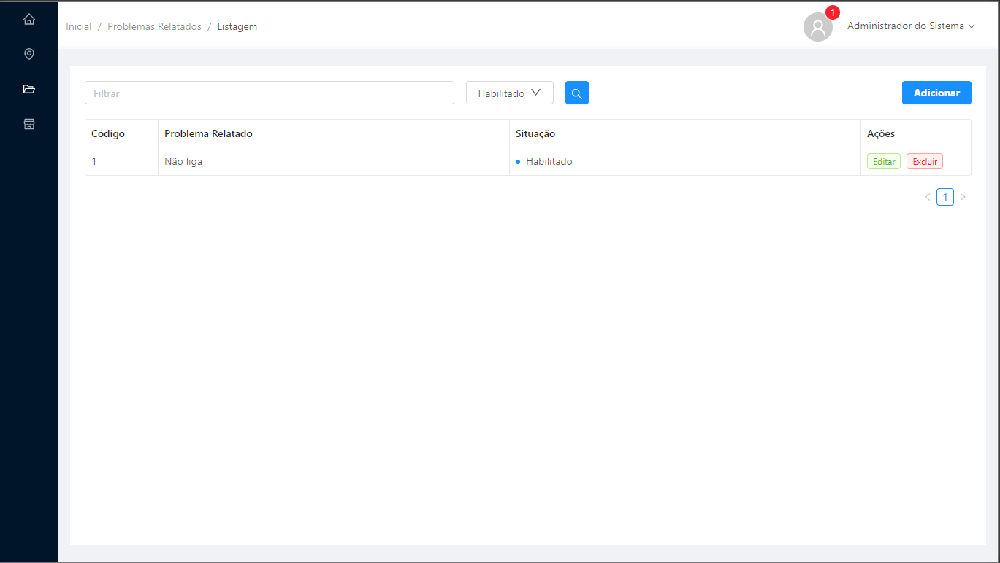 Inicial / Problemas Relatados / Listagem
1
Administrador do Sistema
Filtrar
Habilitado
Adicionar
Código Problema Relatado Situação Ações
1 Não liga Habilitado Editar Excluir
< 1 >